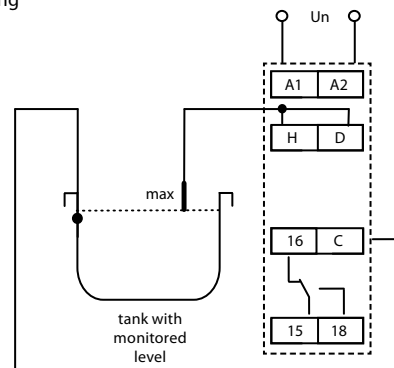 ng
Un
A1 A2
H D
max
16 C
tank with
monitored
level
15 18